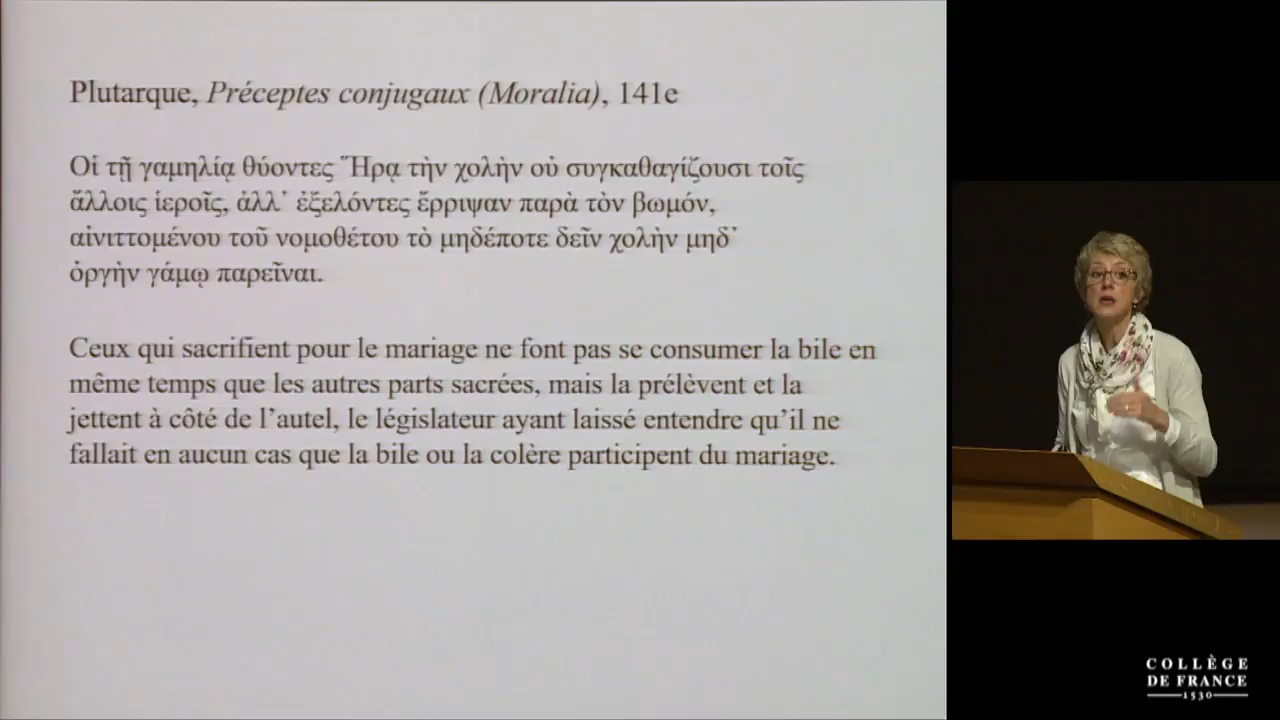 Plutarque, Préceptes conjugaux (Moralia), 141e
Οἱ τῇ γαμηλίᾳ θύοντες Ἥρᾳ τὴν χολὴν οὐ συγκαθαγίζουσι τοῖς
ἄλλοις ἱεροῖς, ἀλλ᾽ ἐξελόντες ἔρριψαν παρὰ τὸν βωμόν,
αἰνιττομένου τοῦ νομοθέτου τὸ μηδέποτε δεῖν χολὴν μηδ᾽
ὀργὴν γάμῳ παρεῖναι.
Ceux qui sacrifient pour le mariage ne font pas se consumer la bile en
même temps que les autres parts sacrées, mais la prélèvent et la
jettent à côté de l’autel, le législateur ayant laissé entendre qu’il ne
fallait en aucun cas que la bile ou la colère participent du mariage.
COLLÈGE
DE FRANCE
1530